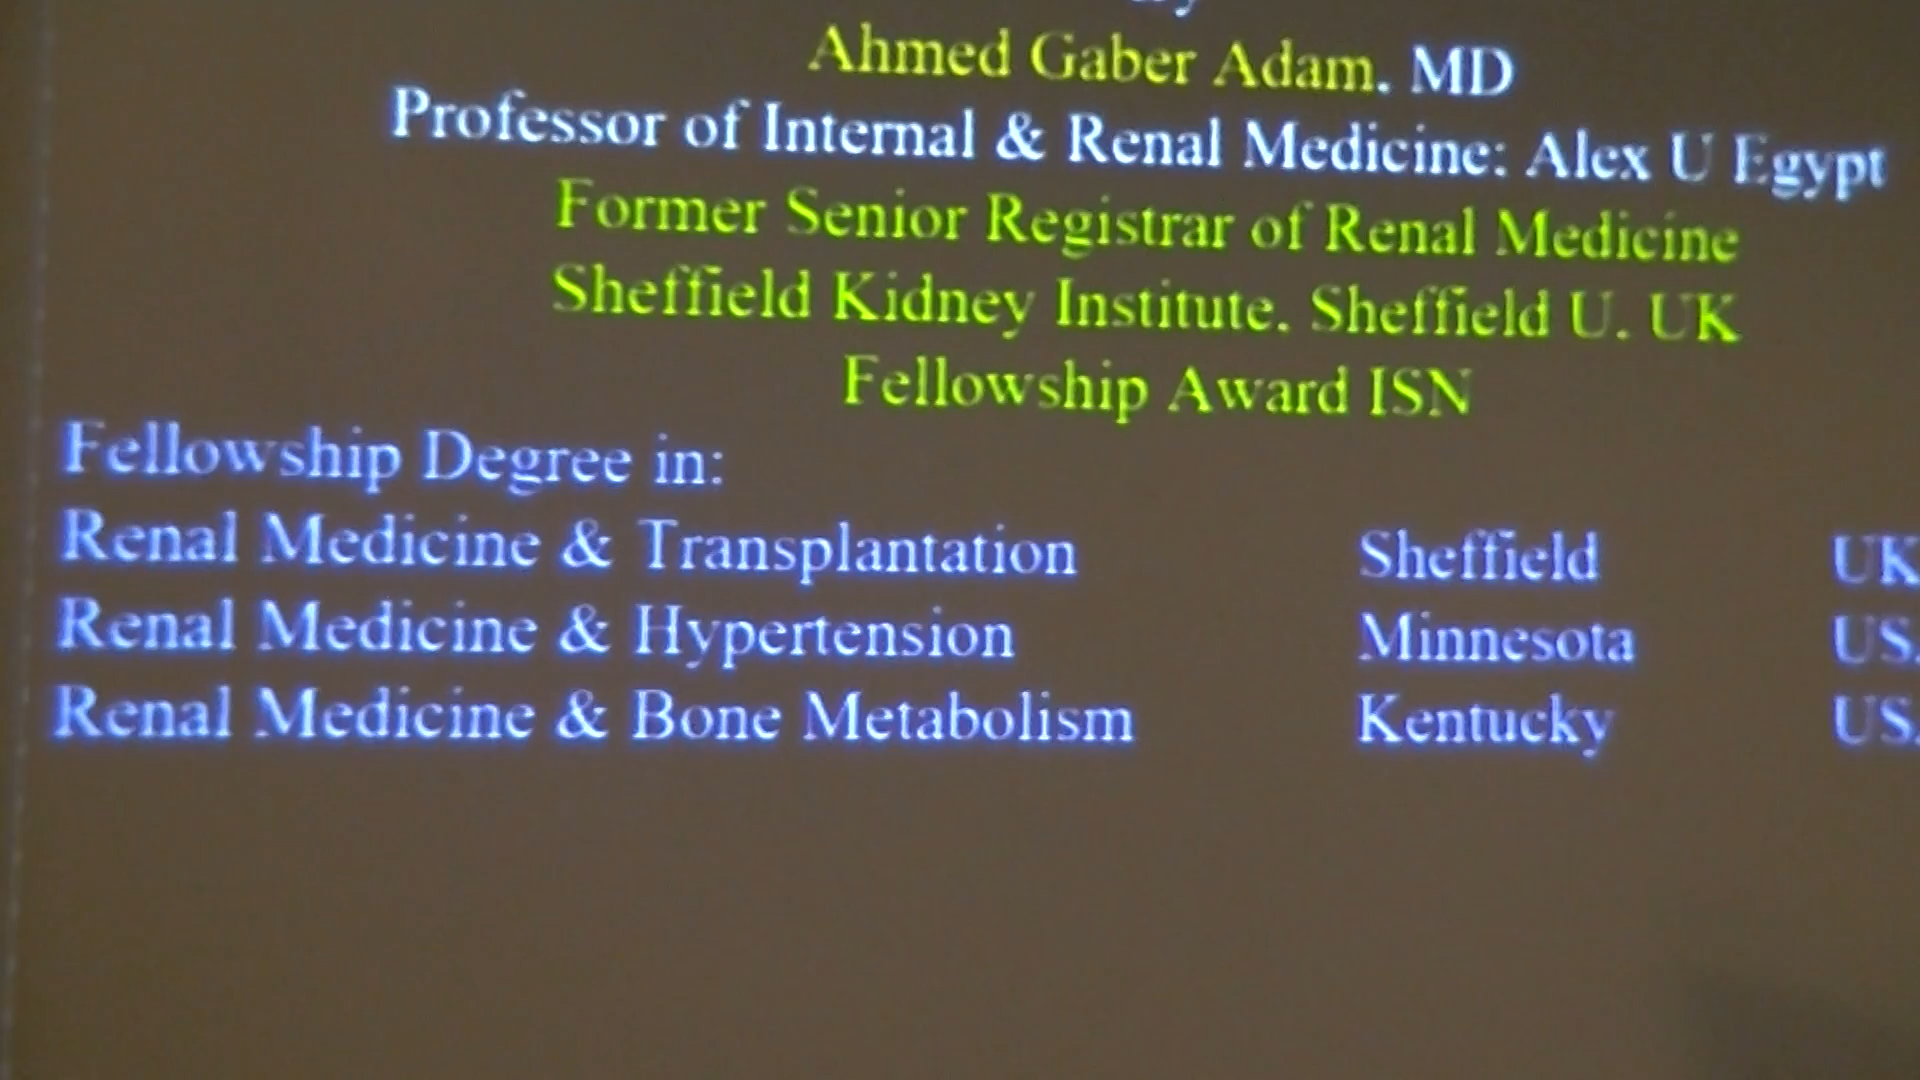 Ahmed Gaber Adam. MD
Professor of Internal & Renal Medicine: Alex U Egypt
Former Senior Registrar of Renal Medicine
Sheffield Kidney Institute. Sheffield U. UK
Fellowship Award ISN
Fellowship Degree in:
Renal Medicine & Transplantation Sheffield UK
Renal Medicine & Hypertension Minnesota US
Renal Medicine & Bone Metabolism Kentucky US